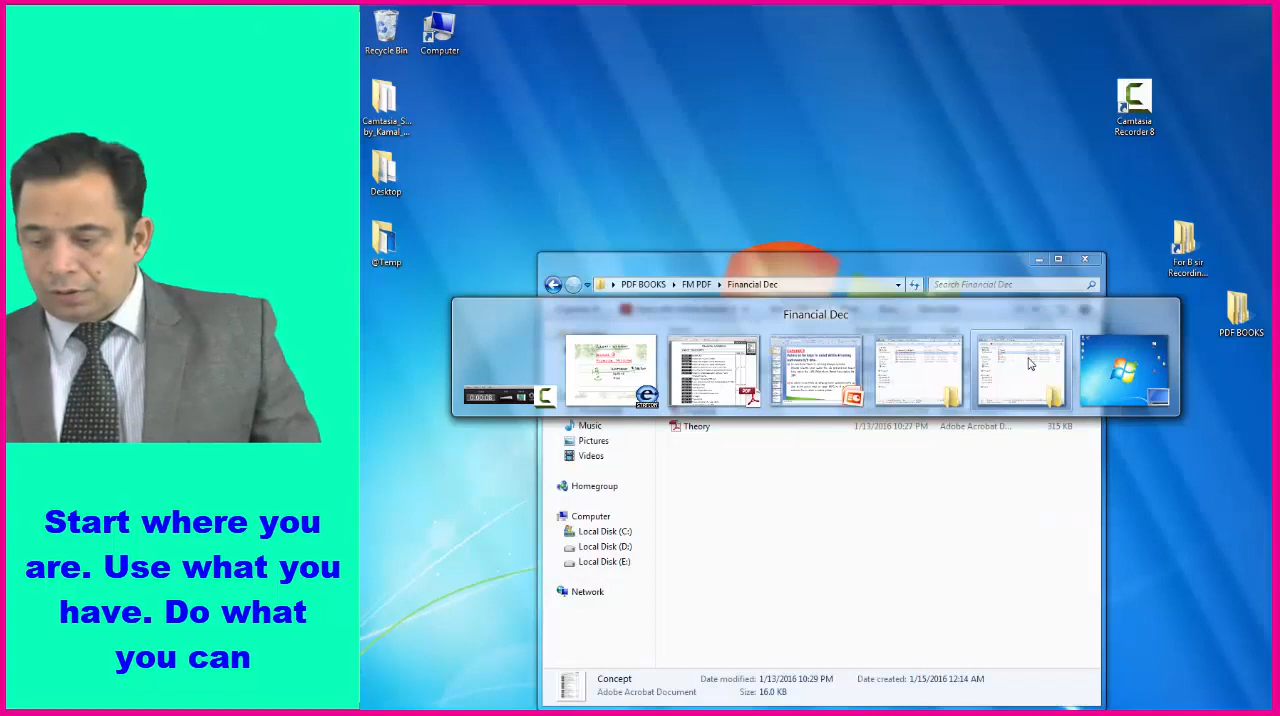 Recycle Bin
Computer
Camtasia_S...
by_Kamal_...
Desktop
@Temp
Camtasia
Recorder 8
For B sir
Recordin...
PDF BOOKS
PDF BOOKS
FM PDF
Financial Dec
Search Financial Dec
Financial Dec
0:00:08
Music
Theory
1/13/2016 10:27 PM
Adobe Acrobat D...
315 KB
Pictures
Videos
Homegroup
Computer
Local Disk (C:)
Local Disk (D:)
Local Disk (E:)
Network
Concept
Date modified: 1/13/2016 10:29 PM
Date created: 1/15/2016 12:14 AM
Adobe Acrobat Document
Size: 16.0 KB
Start where you
are. Use what you
have. Do what
you can